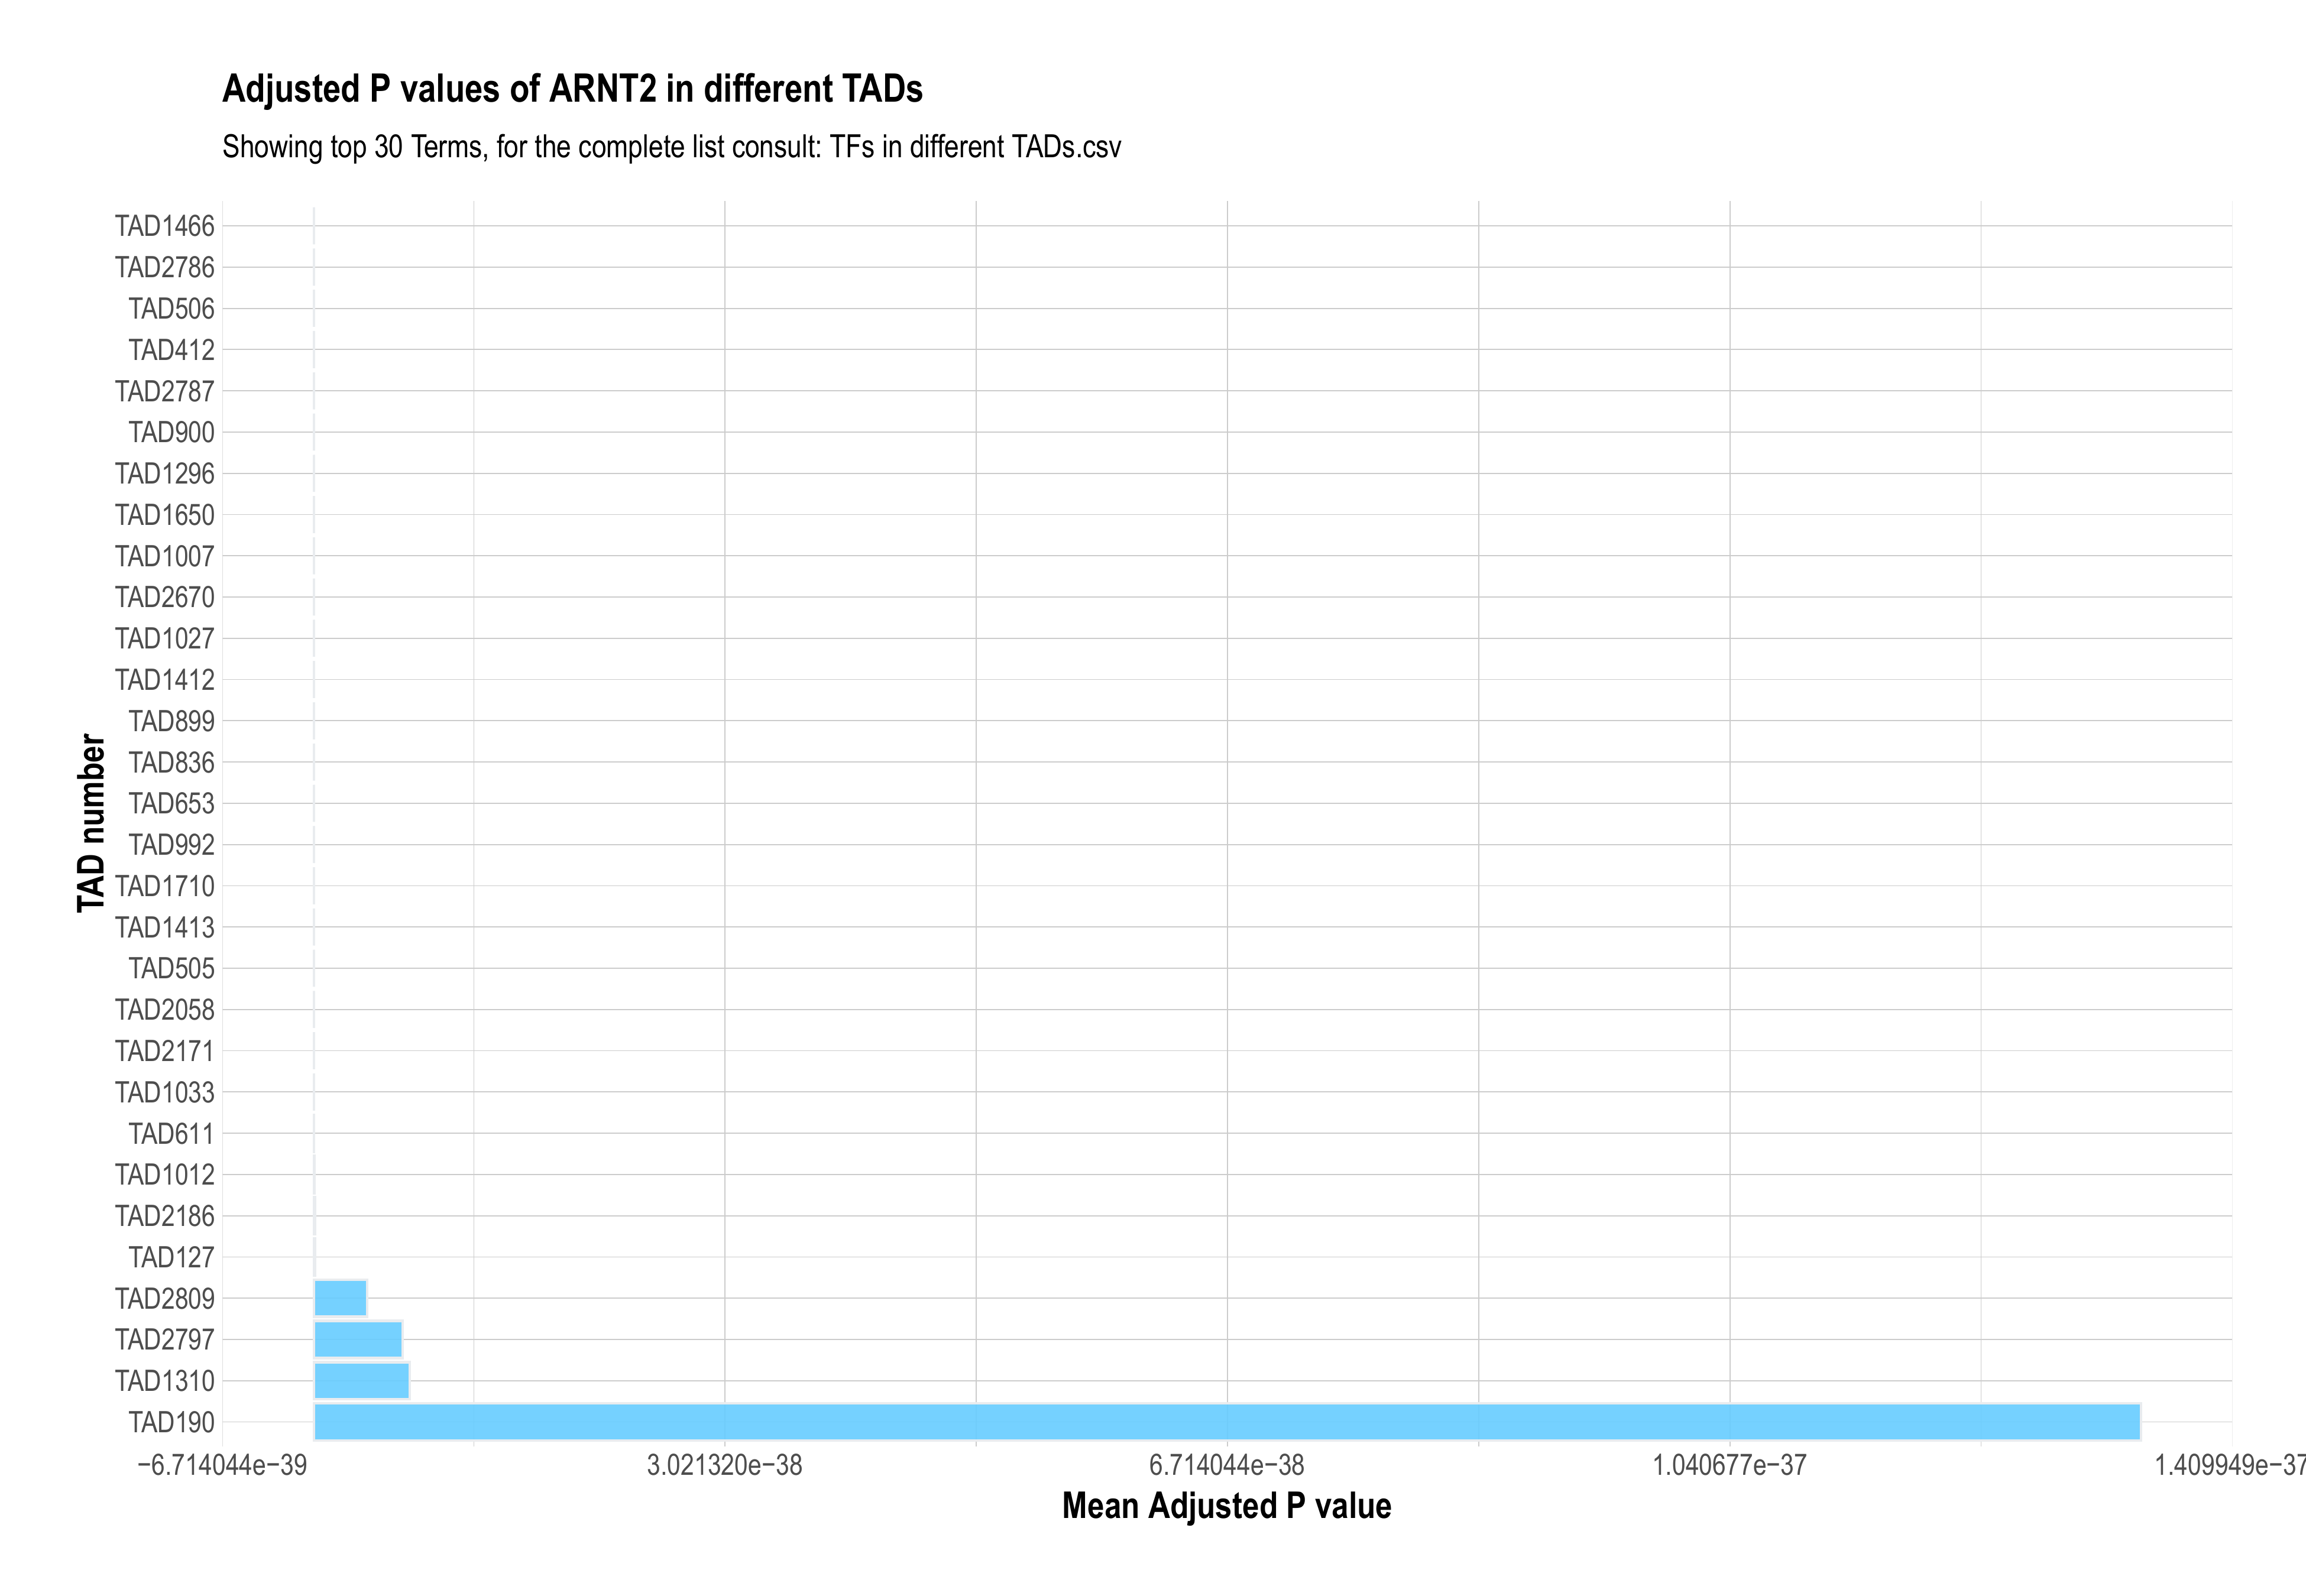 Adjusted P values of ARNT2 in different TADs
Showing top 30 Terms, for the complete list consult: TFs in different TADs.csv
TAD number
TAD1466
TAD2786
TAD506
TAD412
TAD2787
TAD900
TAD1296
TAD1650
TAD1007
TAD2670
TAD1027
TAD1412
TAD899
TAD836
TAD653
TAD992
TAD1710
TAD1413
TAD505
TAD2058
TAD2171
TAD1033
TAD611
TAD1012
TAD2186
TAD127
TAD2809
TAD2797
TAD1310
TAD190
−6.714044e−39 3.021320e−38 6.714044e−38 1.040677e−37 1.409949e−37
Mean Adjusted P value